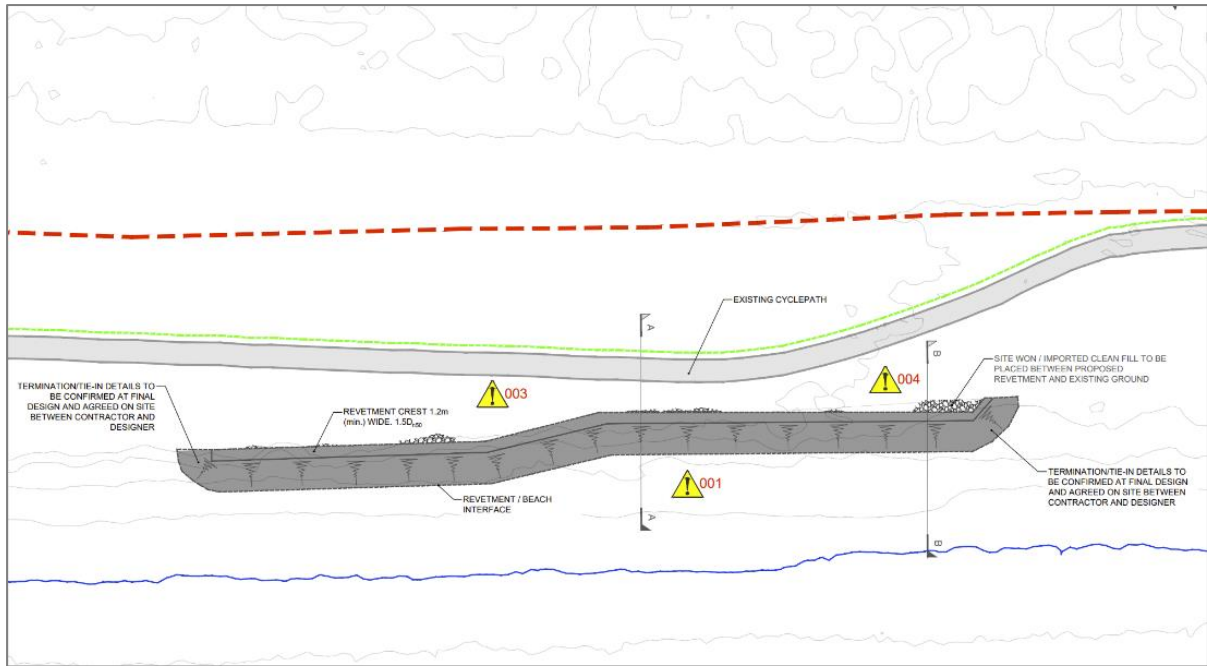 EXISTING CYCLEPATH
A
B
SITE WON / IMPORTED CLEAN FILL TO BE
PLACED BETWEEN PROPOSED
REVETMENT AND EXISTING GROUND
004
003
TERMINATION/TIE-IN DETAILS TO
BE CONFIRMED AT FINAL
DESIGN AND AGREED ON SITE
BETWEEN CONTRACTOR AND
DESIGNER
REVETMENT CREST 1.2m
(min.) WIDE. 1.5Dₙ₅₀
001
REVETMENT / BEACH
INTERFACE
TERMINATION/TIE-IN DETAILS TO
BE CONFIRMED AT FINAL DESIGN
AND AGREED ON SITE BETWEEN
CONTRACTOR AND DESIGNER
A
B